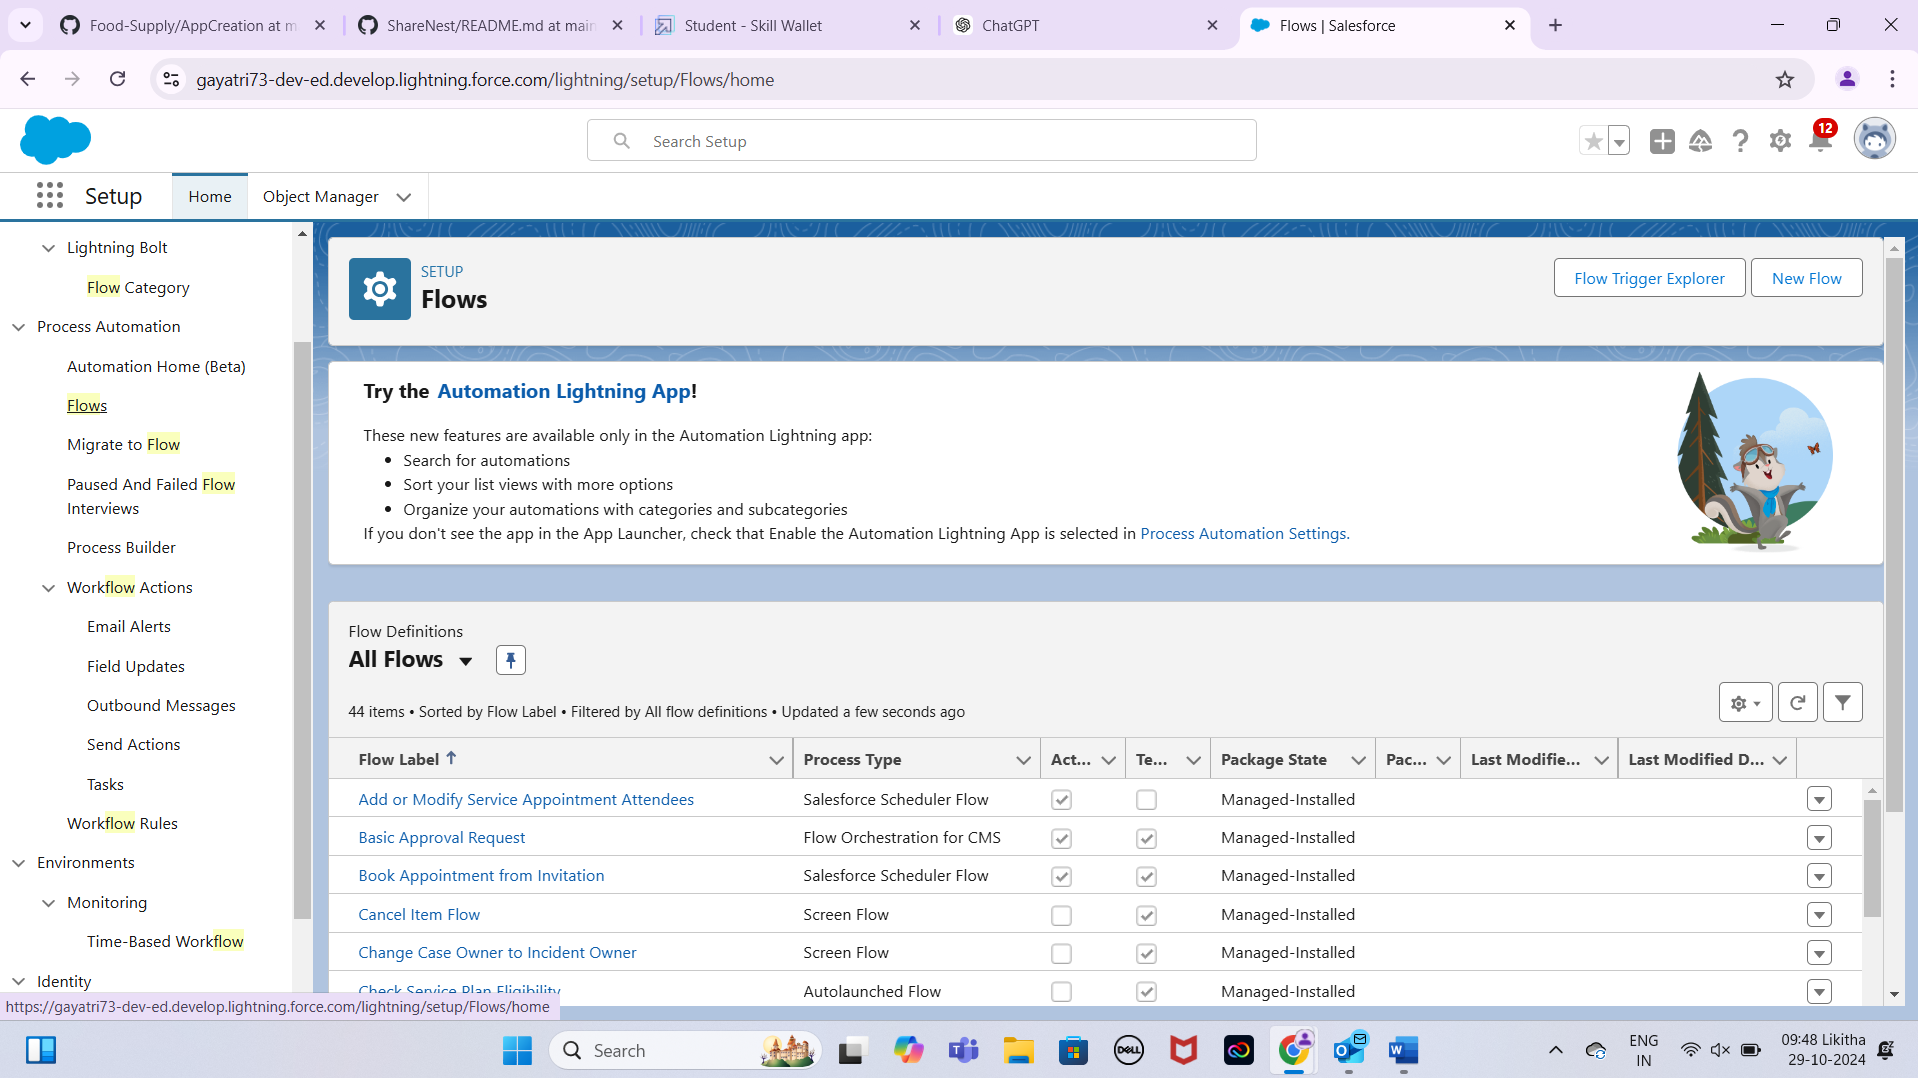 Food-Supply/AppCreation at m
ShareNest/README.md at main
Student - Skill Wallet
ChatGPT
Flows | Salesforce
gayatri73-dev-ed.develop.lightning.force.com/lightning/setup/Flows/home
Search Setup
12
Setup
Home
Object Manager
Lightning Bolt
Flow Category
Process Automation
Automation Home (Beta)
Flows
Migrate to Flow
Paused And Failed Flow
Interviews
Process Builder
Workflow Actions
Email Alerts
Field Updates
Outbound Messages
Send Actions
Tasks
Workflow Rules
Environments
Monitoring
Time-Based Workflow
Identity
https://gayatri73-dev-ed.develop.lightning.force.com/lightning/setup/Flows/home
SETUP
Flows
Flow Trigger Explorer
New Flow
Try the Automation Lightning App!
These new features are available only in the Automation Lightning app:
• Search for automations
• Sort your list views with more options
• Organize your automations with categories and subcategories
If you don't see the app in the App Launcher, check that Enable the Automation Lightning App is selected in Process Automation Settings.
Flow Definitions
All Flows
44 items • Sorted by Flow Label • Filtered by All flow definitions • Updated a few seconds ago
Flow Label ↑ Process Type Act... Te... Package State Pac... Last Modifie... Last Modified D...
Add or Modify Service Appointment Attendees Salesforce Scheduler Flow Managed-Installed
Basic Approval Request Flow Orchestration for CMS Managed-Installed
Book Appointment from Invitation Salesforce Scheduler Flow Managed-Installed
Cancel Item Flow Screen Flow Managed-Installed
Change Case Owner to Incident Owner Screen Flow Managed-Installed
Check Service Plan Eligibility Autolaunched Flow Managed-Installed
Search
DELL
ENG
IN
09:48 Likitha
29-10-2024